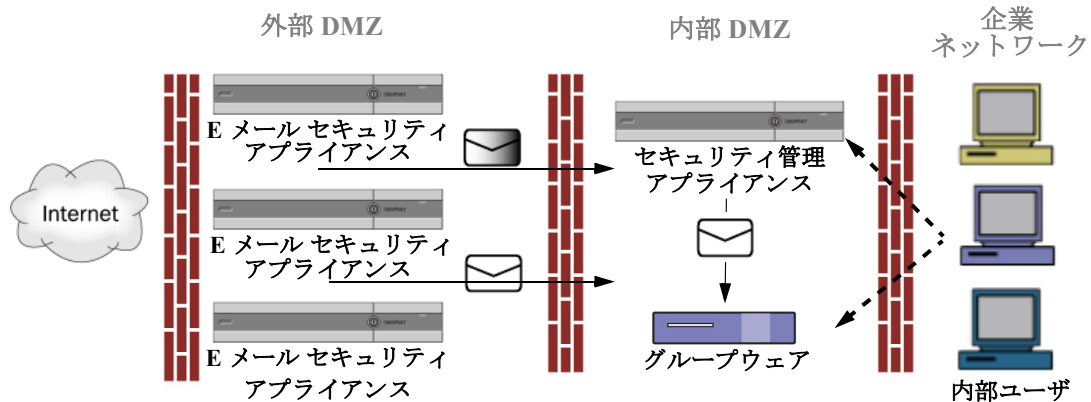 外部 DMZ
内部 DMZ
企業
ネットワーク
E メール セキュリティ
アプライアンス
セキュリティ管理
アプライアンス
Internet
E メール セキュリティ
アプライアンス
E メール セキュリティ
アプライアンス
グループウェア
内部ユーザ